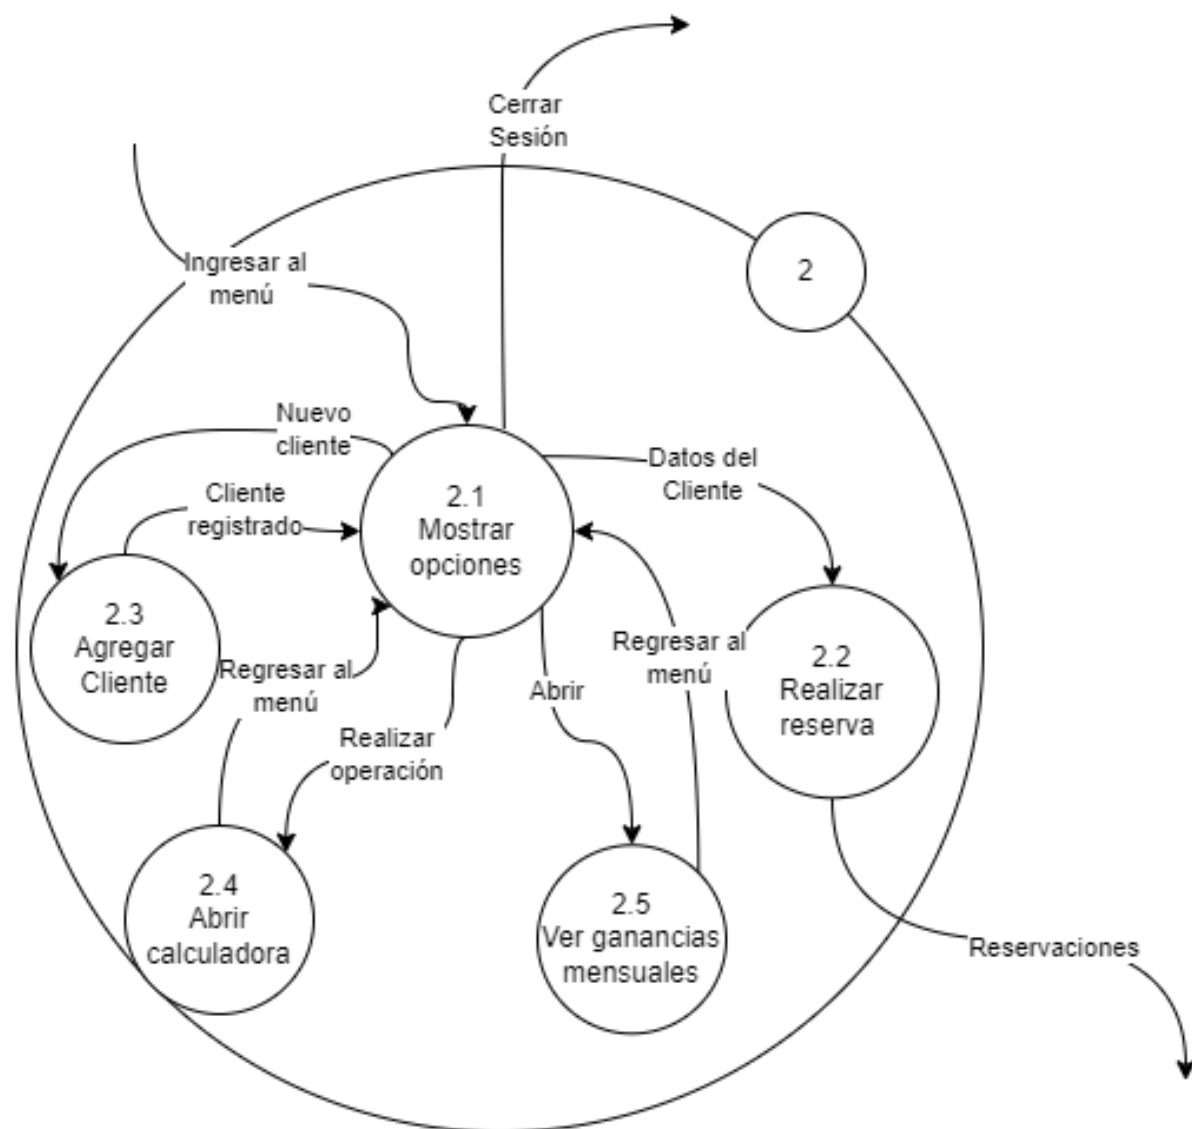 Cerrar
Sesión
Ingresar al
menú
2
Nuevo
cliente
Datos del
Cliente
Cliente
registrado
2.1
Mostrar
opciones
2.3
Agregar
Cliente
Regresar al
menú
Regresar al
menú
2.2
Realizar
reserva
Abrir
Realizar
operación
2.4
Abrir
calculadora
2.5
Ver ganancias
mensuales
Reservaciones